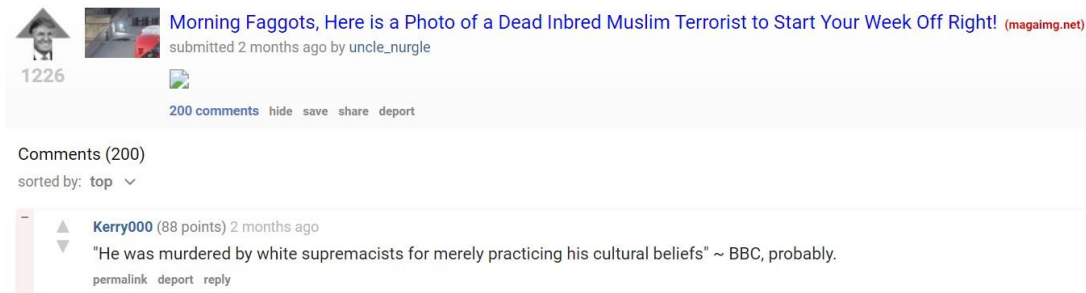 Morning Faggots, Here is a Photo of a Dead Inbred Muslim Terrorist to Start Your Week Off Right! (magaimg.net)
submitted 2 months ago by uncle_nurgle
1226
200 comments hide save share deport
Comments (200)
sorted by: top
Kerry000 (88 points) 2 months ago
"He was murdered by white supremacists for merely practicing his cultural beliefs" ~ BBC, probably.
permalink deport reply